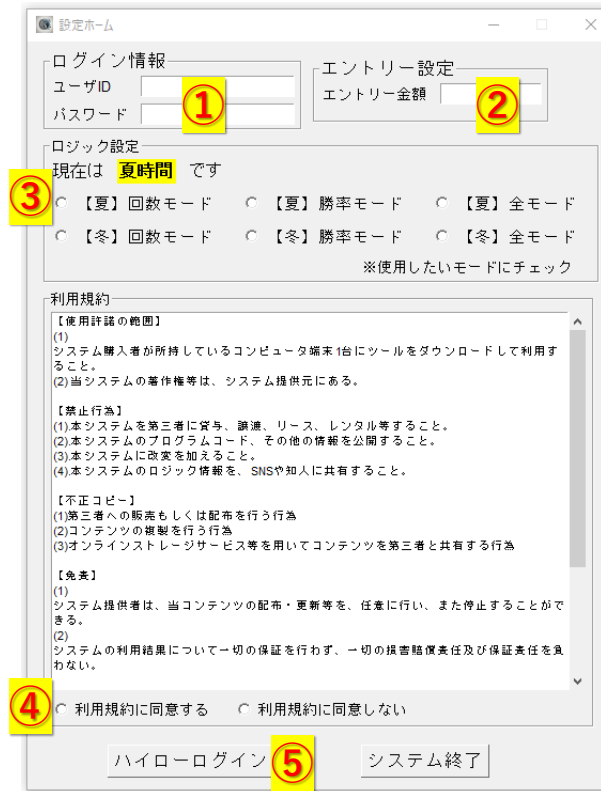 設定ホーム
ログイン情報
ユーザID
パスワード
①
エントリー設定
エントリー金額
②
ロジック設定
現在は 夏時間 です
③
【夏】回数モード 【夏】勝率モード 【夏】全モード
【冬】回数モード 【冬】勝率モード 【冬】全モード
※使用したいモードにチェック
利用規約
【使用許諾の範囲】
(1)
システム購入者が所持しているコンピュータ端末1台にツールをダウンロードして利用す
ること。
(2)当システムの著作権等は、システム提供元にある。
【禁止行為】
(1).本システムを第三者に貸与、譲渡、リース、レンタル等すること。
(2).本システムのプログラムコード、その他の情報を公開すること。
(3).本システムに改変を加えること。
(4).本システムのロジック情報を、SNSや知人に共有すること。
【不正コピー】
(1)第三者への販売もしくは配布を行う行為
(2)コンテンツの複製を行う行為
(3)オンラインストレージサービス等を用いてコンテンツを第三者と共有する行為
【免責】
(1)
システム提供者は、当コンテンツの配布・更新等を、任意に行い、また停止することがで
きる。
(2)
システムの利用結果について一切の保証を行わず、一切の損害賠償責任及び保証責任を負
わない。
④ 利用規約に同意する 利用規約に同意しない
ハイローログイン ⑤ システム終了